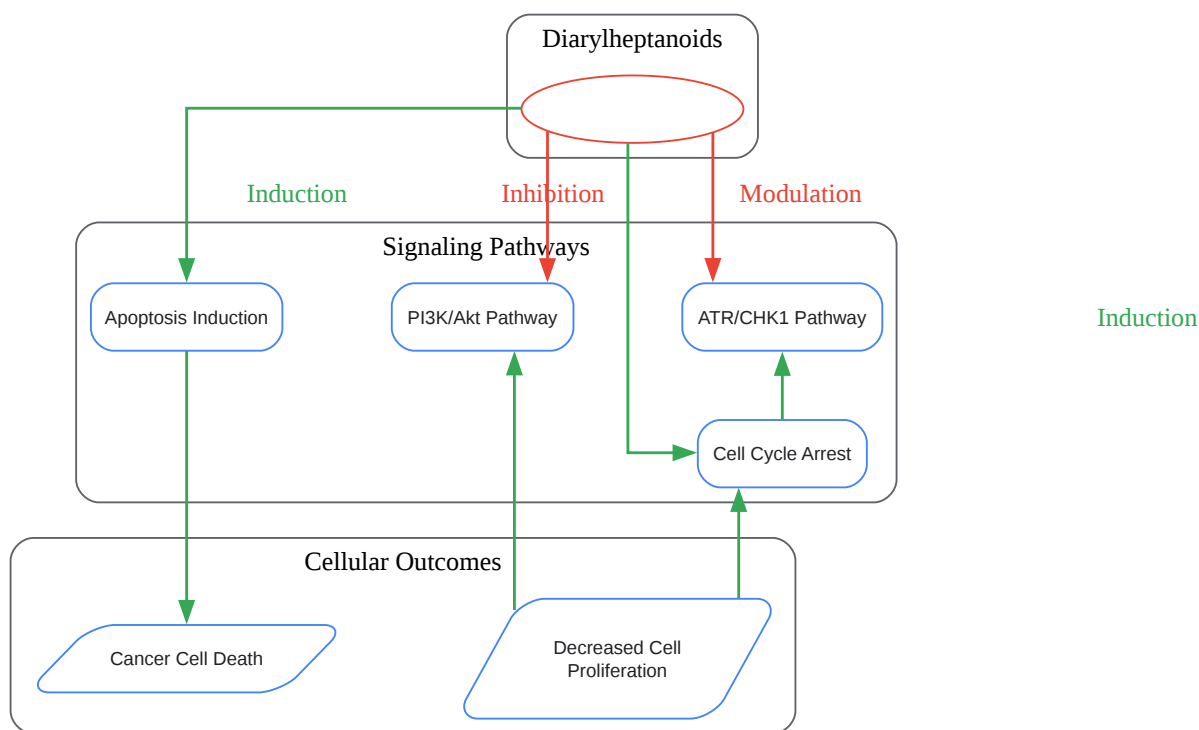 Diarylheptanoids
Induction
Inhibition
Modulation
Signaling Pathways
Apoptosis Induction
PI3K/Akt Pathway
ATR/CHK1 Pathway
Induction
Cell Cycle Arrest
Cellular Outcomes
Cancer Cell Death
Decreased Cell
Proliferation